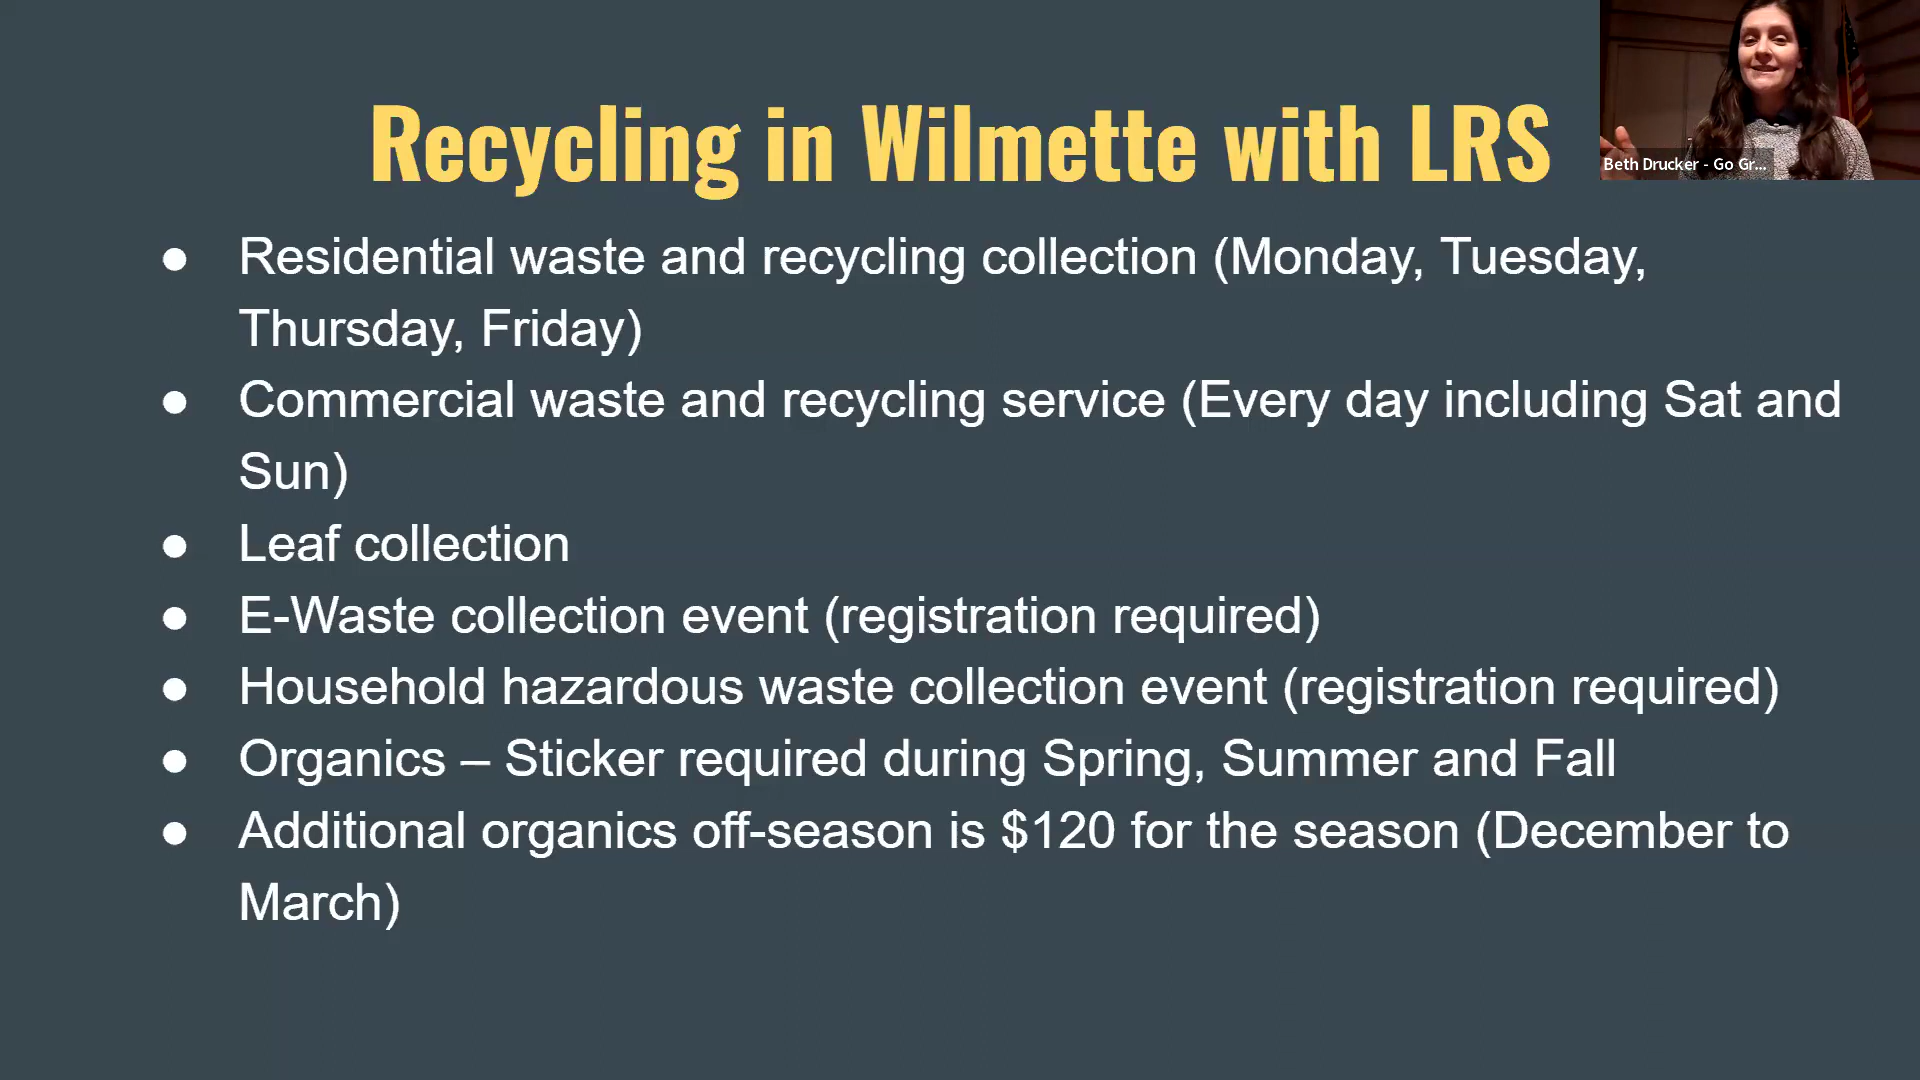 Recycling in Wilmette with LRS
Beth Drucker - Go Gr...
● Residential waste and recycling collection (Monday, Tuesday,
Thursday, Friday)
● Commercial waste and recycling service (Every day including Sat and
Sun)
● Leaf collection
● E-Waste collection event (registration required)
● Household hazardous waste collection event (registration required)
● Organics – Sticker required during Spring, Summer and Fall
● Additional organics off-season is $120 for the season (December to
March)